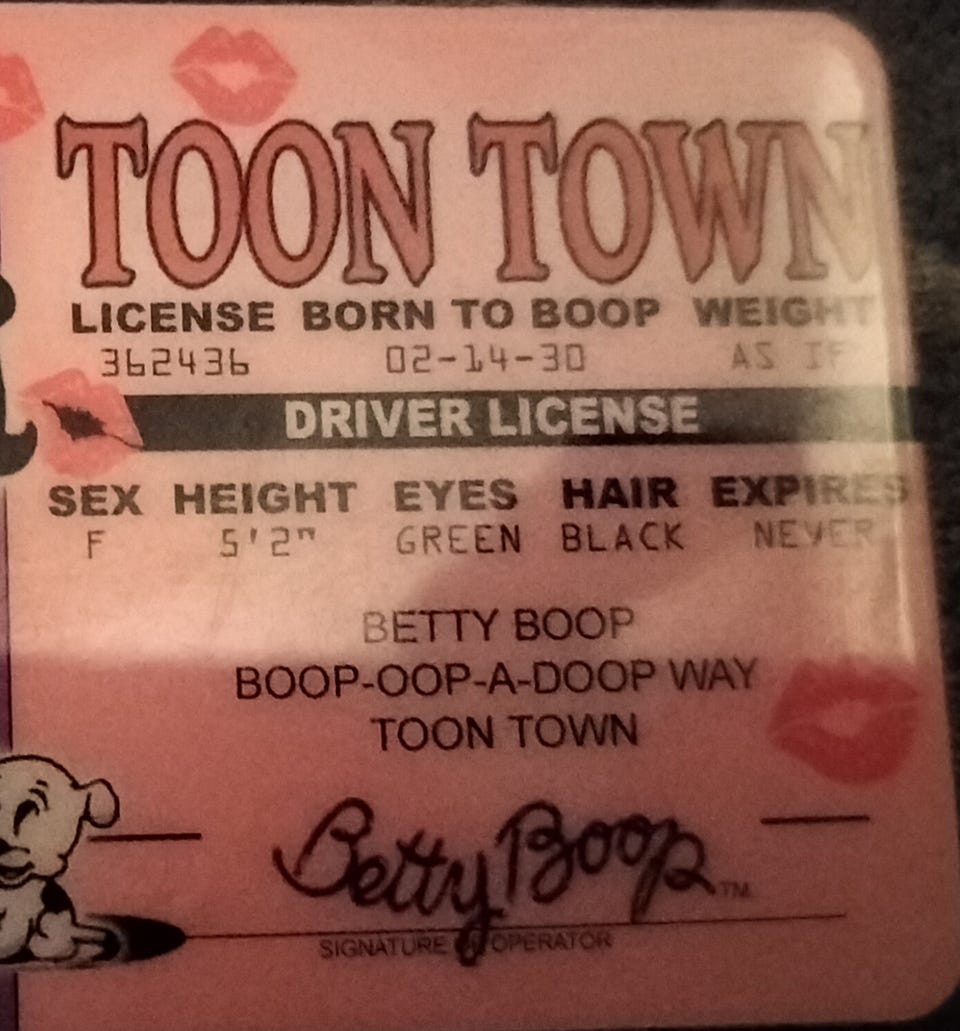 TOON TOWN
LICENSE BORN TO BOOP WEIGHT
362436 02-14-30 AS IF
DRIVER LICENSE
SEX HEIGHT EYES HAIR EXPIRES
F 5'2" GREEN BLACK NEVER
BETTY BOOP
BOOP-OOP-A-DOOP WAY
TOON TOWN
Betty Boop TM
SIGNATURE OF OPERATOR